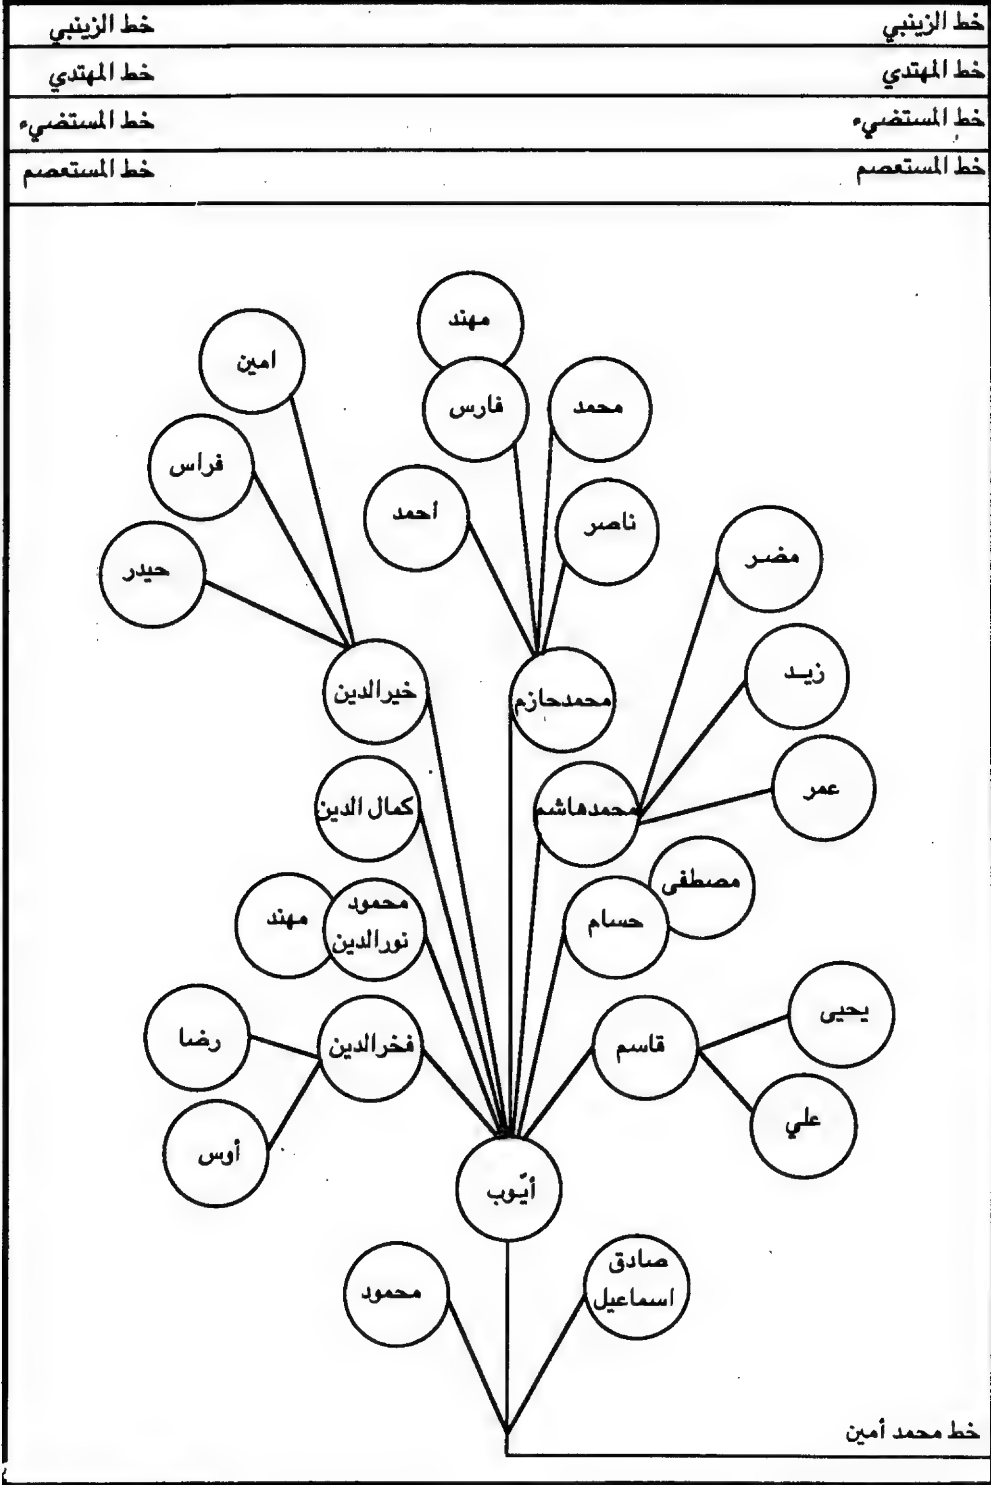 خط الزينبي
خط الزينبي
خط المهتدي
خط المهتدي
خط المستضيء
خط المستضيء
خط المستعصم
خط المستعصم
مهند
امين
فارس
محمد
فراس
أحمد
ناصر
مضر
حيدر
زيد
خيرالدين
محمدحازم
عمر
كمال الدين
محمدهاشم
مصطفى
محمود
نورالدين
مهند
حسام
يحيى
رضا
فخرالدين
قاسم
علي
أوس
أيّوب
صادق
اسماعيل
محمود
خط محمد أمين